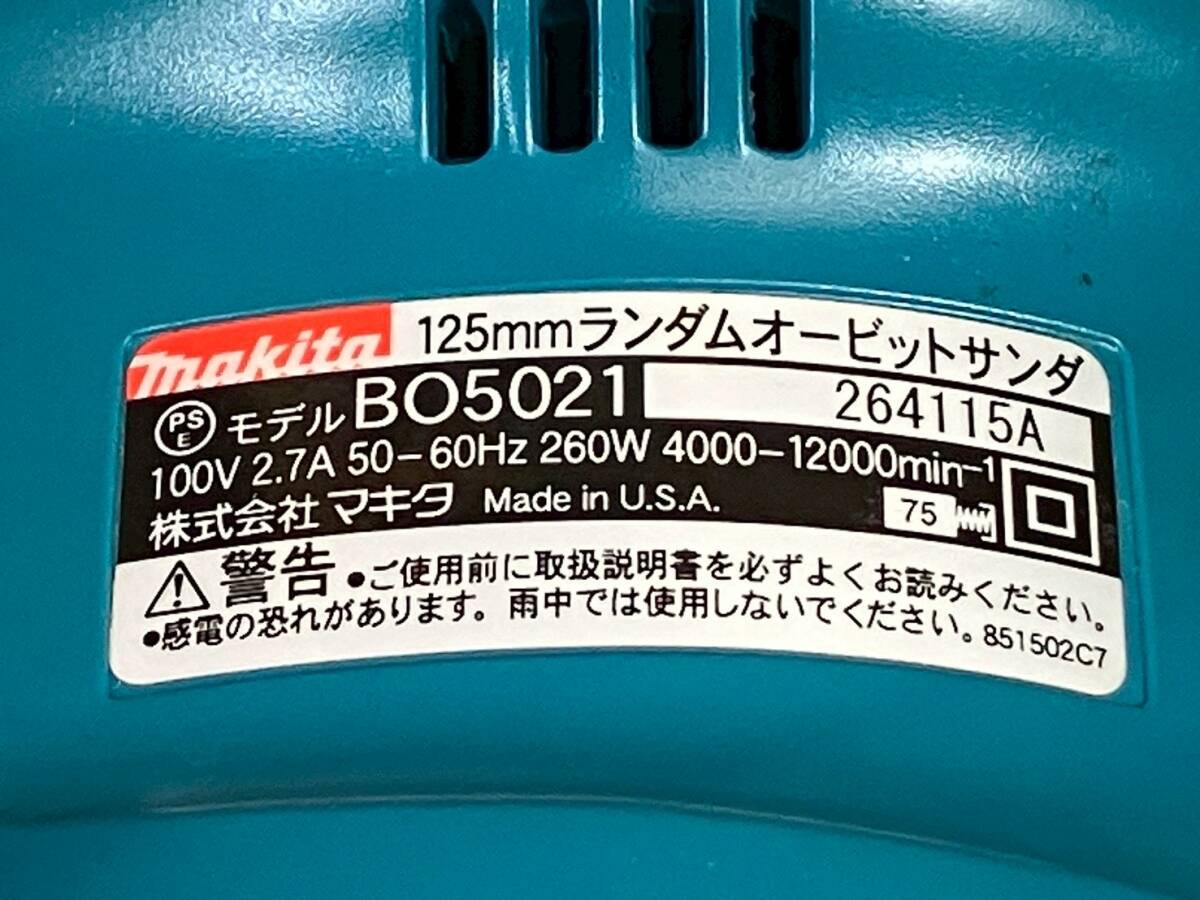 makita 125mmランダムオービットサンダ
PS E モデル BO5021 264115A
100V 2.7A 50-60Hz 260W 4000-12000min-1
株式会社 マキタ Made in U.S.A. 75
警告 ●ご使用前に取扱説明書を必ずよくお読みください。
●感電の恐れがあります。雨中では使用しないでください。 851502C7